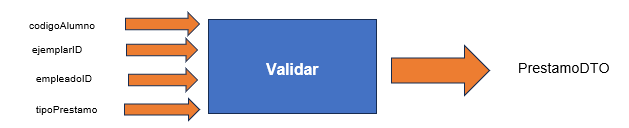 codigoAlumno
ejemplarID
empleadoID
tipoPrestamo
Validar
PrestamoDTO